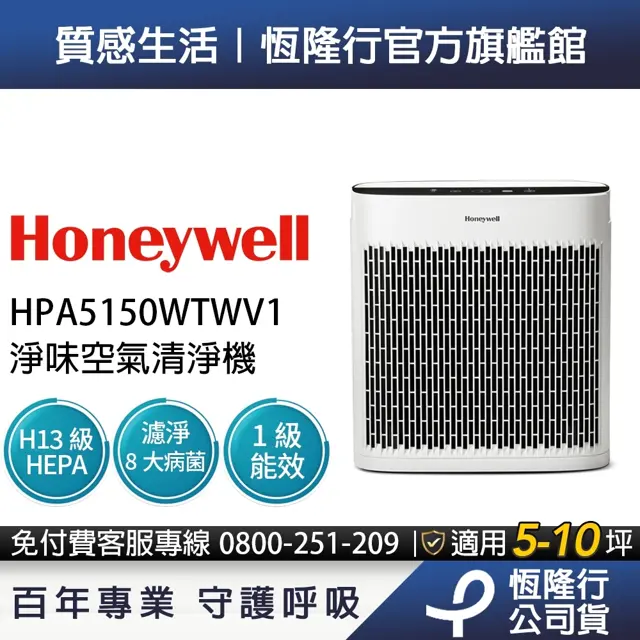 質感生活|恆隆行官方旗艦館
Honeywell
Honeywell
HPA5150WTWV1
淨味空氣清淨機
H13 級
HEPA
濾淨
8 大病菌
1 級
能效
免付費客服專線 0800-251-209 | 適用 5-10 坪
百年專業 守護呼吸
恆隆行
公司貨